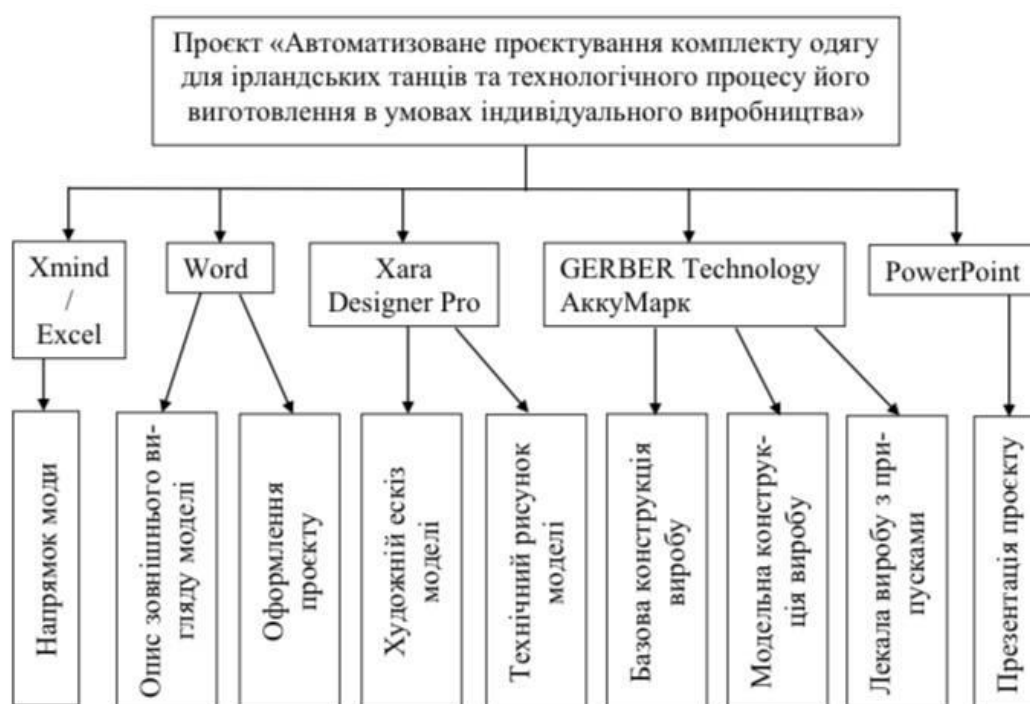 Проєкт «Автоматизоване проєктування комплекту одягу
для ірландських танців та технологічного процесу його
виготовлення в умовах індивідуального виробництва»
Xmind
/
Excel
Word
Xara
Designer Pro
GERBER Technology
АккуМарк
PowerPoint
Напрямок моди
Опис зовнішнього ви-
гляду моделі
Оформлення
проєкту
Художній ескіз
моделі
Технічний рисунок
моделі
Базова конструкція
виробу
Модельна конструк-
ція виробу
Лекала виробу з при-
пусками
Презентація проєкту